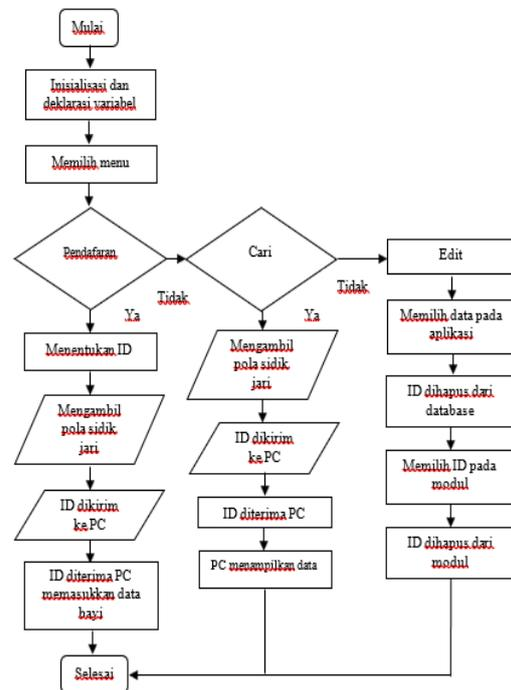 Mulai
Inisialisasi dan
deklarasi variabel
Memilih menu
Pendafaran
Cari
Edit
Tidak
Tidak
Ya
Ya
Menentukan ID
Mengambil
pola sidik
jari
ID dikirim
ke PC
ID diterima PC
memasukkan data
bayi
Mengambil
pola sidik
jari
ID dikirim
ke PC
ID diterima PC
PC menampilkan data
Memilih data pada
aplikasi
ID dihapus dari
database
Memilih ID pada
modul
ID dihapus dari
modul
Selesai